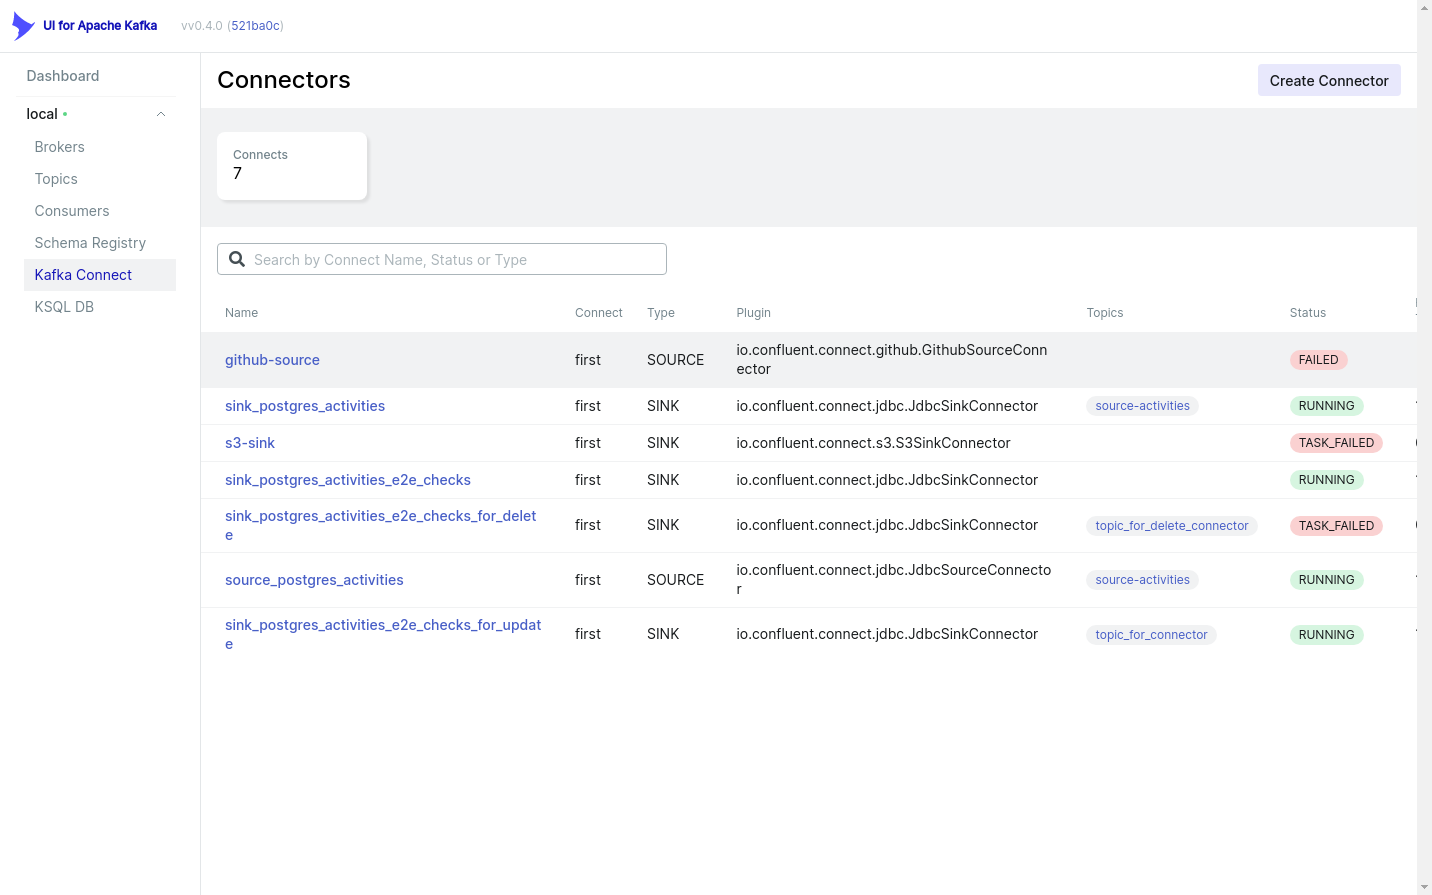 UI for Apache Kafka vv0.4.0 (521ba0c)
Dashboard
local
Brokers
Topics
Consumers
Schema Registry
Kafka Connect
KSQL DB
Connectors
Create Connector
Connects
7
Search by Connect Name, Status or Type
Name Connect Type Plugin Topics Status
github-source first SOURCE io.confluent.connect.github.GithubSourceConn
ector FAILED
sink_postgres_activities first SINK io.confluent.connect.jdbc.JdbcSinkConnector source-activities RUNNING
s3-sink first SINK io.confluent.connect.s3.S3SinkConnector TASK_FAILED
sink_postgres_activities_e2e_checks first SINK io.confluent.connect.jdbc.JdbcSinkConnector RUNNING
sink_postgres_activities_e2e_checks_for_delet
e first SINK io.confluent.connect.jdbc.JdbcSinkConnector topic_for_delete_connector TASK_FAILED
source_postgres_activities first SOURCE io.confluent.connect.jdbc.JdbcSourceConnecto
r source-activities RUNNING
sink_postgres_activities_e2e_checks_for_updat
e first SINK io.confluent.connect.jdbc.JdbcSinkConnector topic_for_connector RUNNING